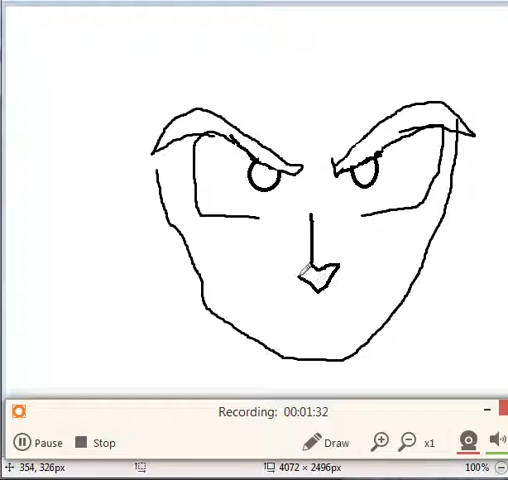 Recording: 00:01:32
Pause Stop Draw x1
354, 326px 4072 × 2496px 100%